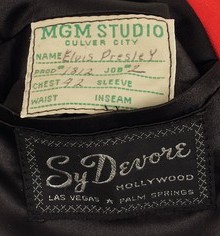 MGM STUDIO
CULVER CITY
NAME Elvis Presley
PROD# 1812 JOB#
CHEST 42 SLEEVE
WAIST INSEAM
Sy Devore
HOLLYWOOD
LAS VEGAS ★ PALM SPRINGS